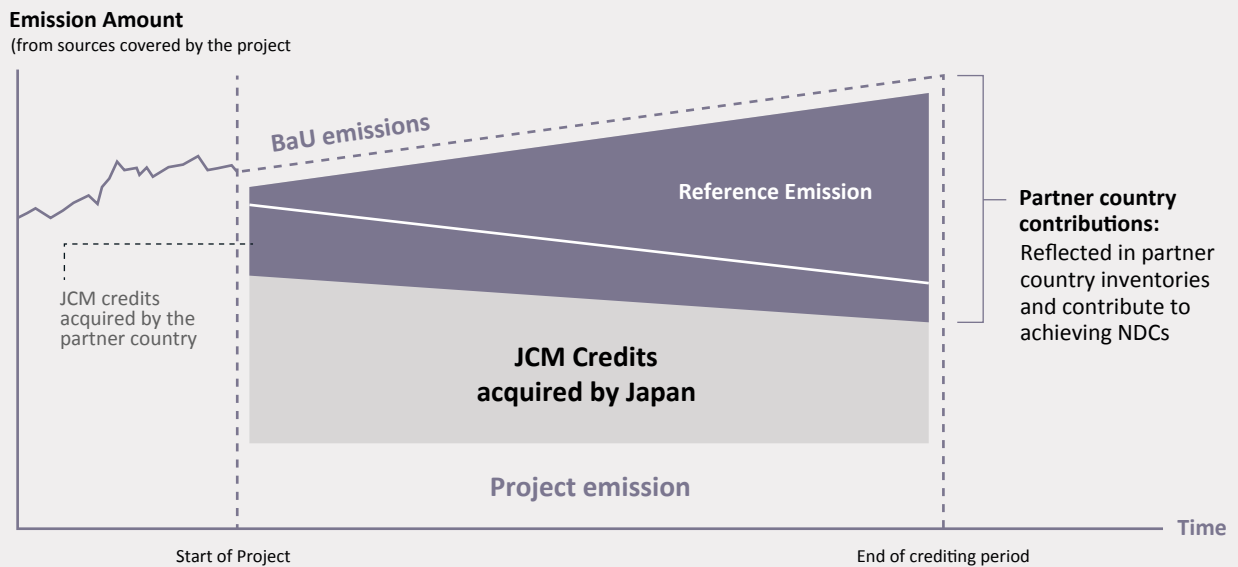 Emission Amount
(from sources covered by the project
BaU emissions
Reference Emission
Partner country
contributions:
Reflected in partner
country inventories
and contribute to
achieving NDCs
JCM credits
acquired by the
partner country
JCM Credits
acquired by Japan
Project emission
Time
Start of Project
End of crediting period